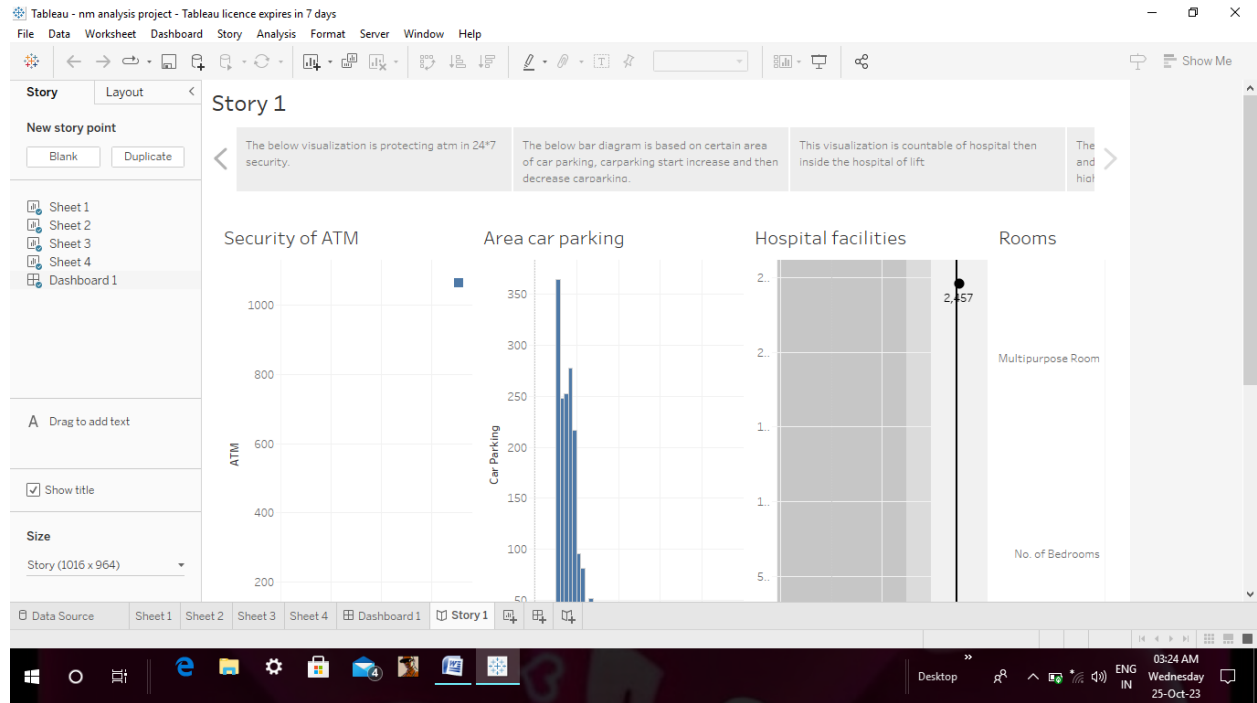 Tableau - nm analysis project - Tableau licence expires in 7 days
File Data Worksheet Dashboard Story Analysis Format Server Window Help
Show Me
Story Layout
Story 1
New story point
Blank Duplicate
The below visualization is protecting atm in 24*7
security.
The below bar diagram is based on certain area
of car parking, carparking start increase and then
decrease carparking.
This visualization is countable of hospital then
inside the hospital of lift
The
and
high
Sheet 1
Sheet 2
Sheet 3
Sheet 4
Dashboard 1
A Drag to add text
Show title
Size
Story (1016 x 964)
Security of ATM
1000
800
600
400
200
ATM
Area car parking
350
300
250
200
150
100
50
Car Parking
Hospital facilities
2..
2..
1..
1..
5..
2,457
Rooms
Multipurpose Room
No. of Bedrooms
Data Source Sheet 1 Sheet 2 Sheet 3 Sheet 4 Dashboard 1 Story 1
4
Desktop
ENG
IN
03:24 AM
Wednesday
25-Oct-23